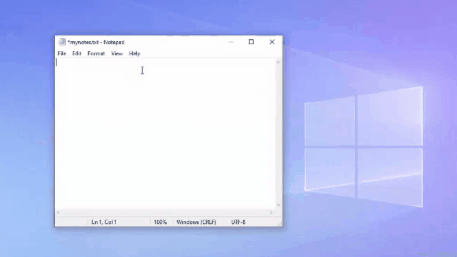 *mynotes.txt - Notepad
File Edit Format View Help
Ln 1, Col 1 100% Windows (CRLF) UTF-8